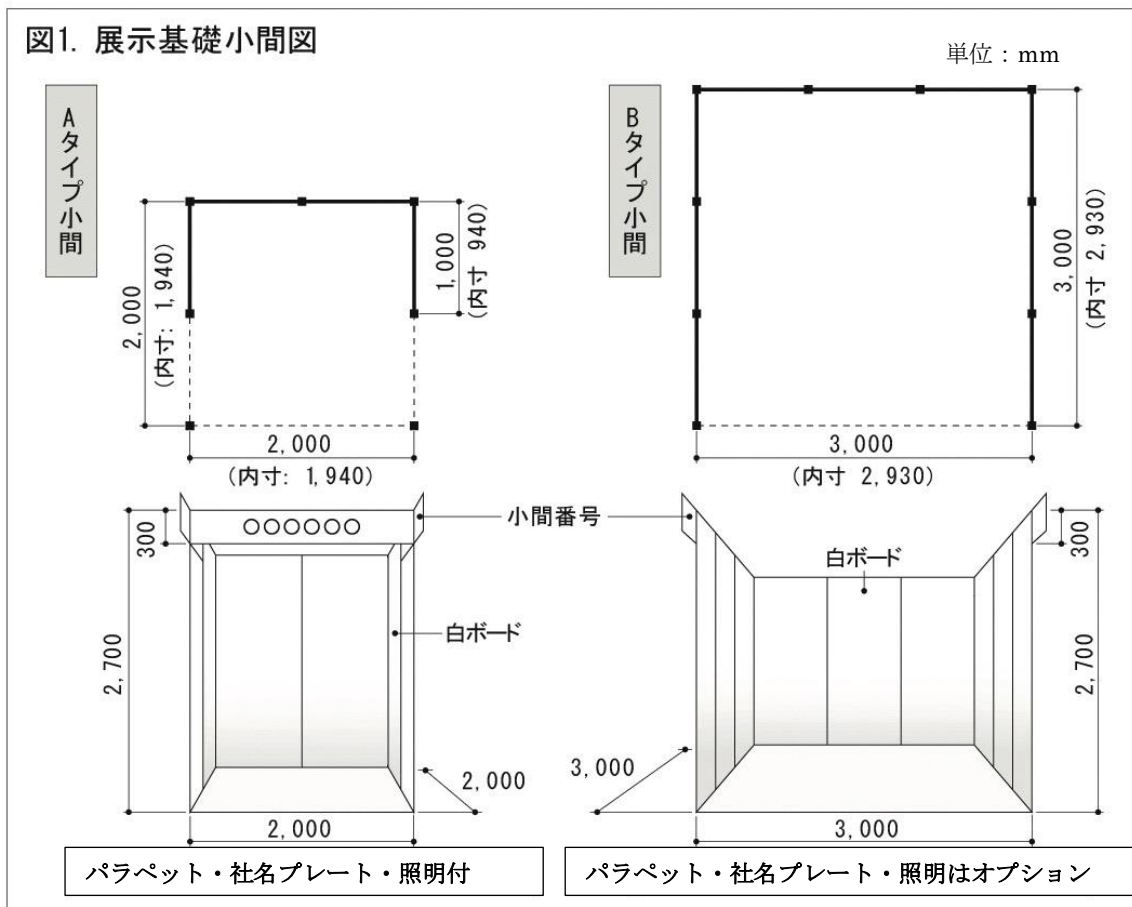 図1. 展示基礎小間図
単位：mm
Aタイプ小間
2,000
(内寸: 1,940)
1,000
(内寸 940)
2,000
(内寸: 1,940)
Bタイプ小間
3,000
(内寸 2,930)
3,000
(内寸 2,930)
300
○○○○○○
小間番号
白ボード
2,700
2,000
2,000
パラペット・社名プレート・照明付
300
白ボード
2,700
3,000
3,000
パラペット・社名プレート・照明はオプション